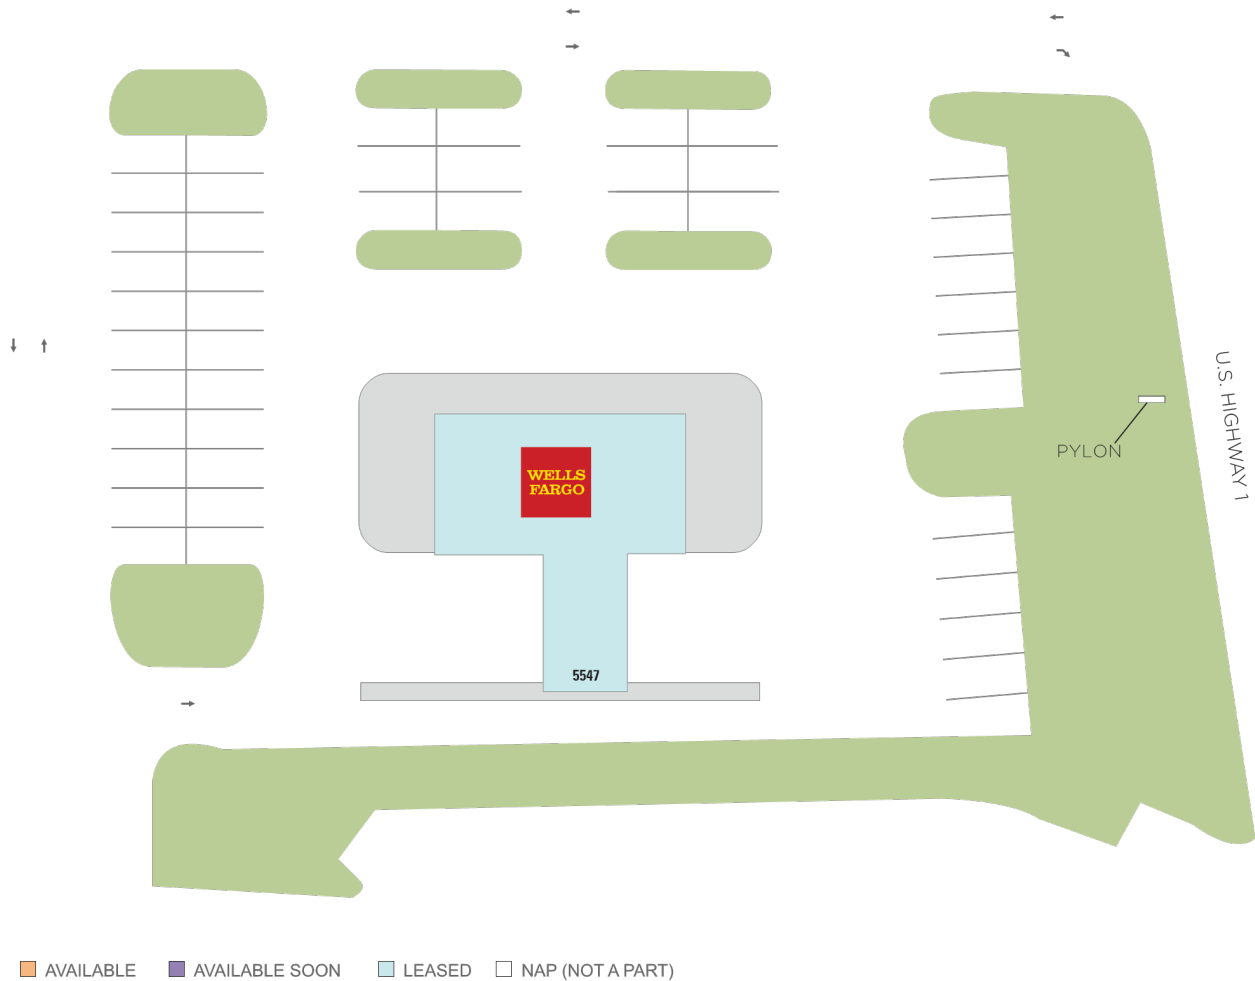 U.S. HIGHWAY 1
PYLON
WELLS
FARGO
5547
AVAILABLE
AVAILABLE SOON
LEASED
NAP (NOT A PART)